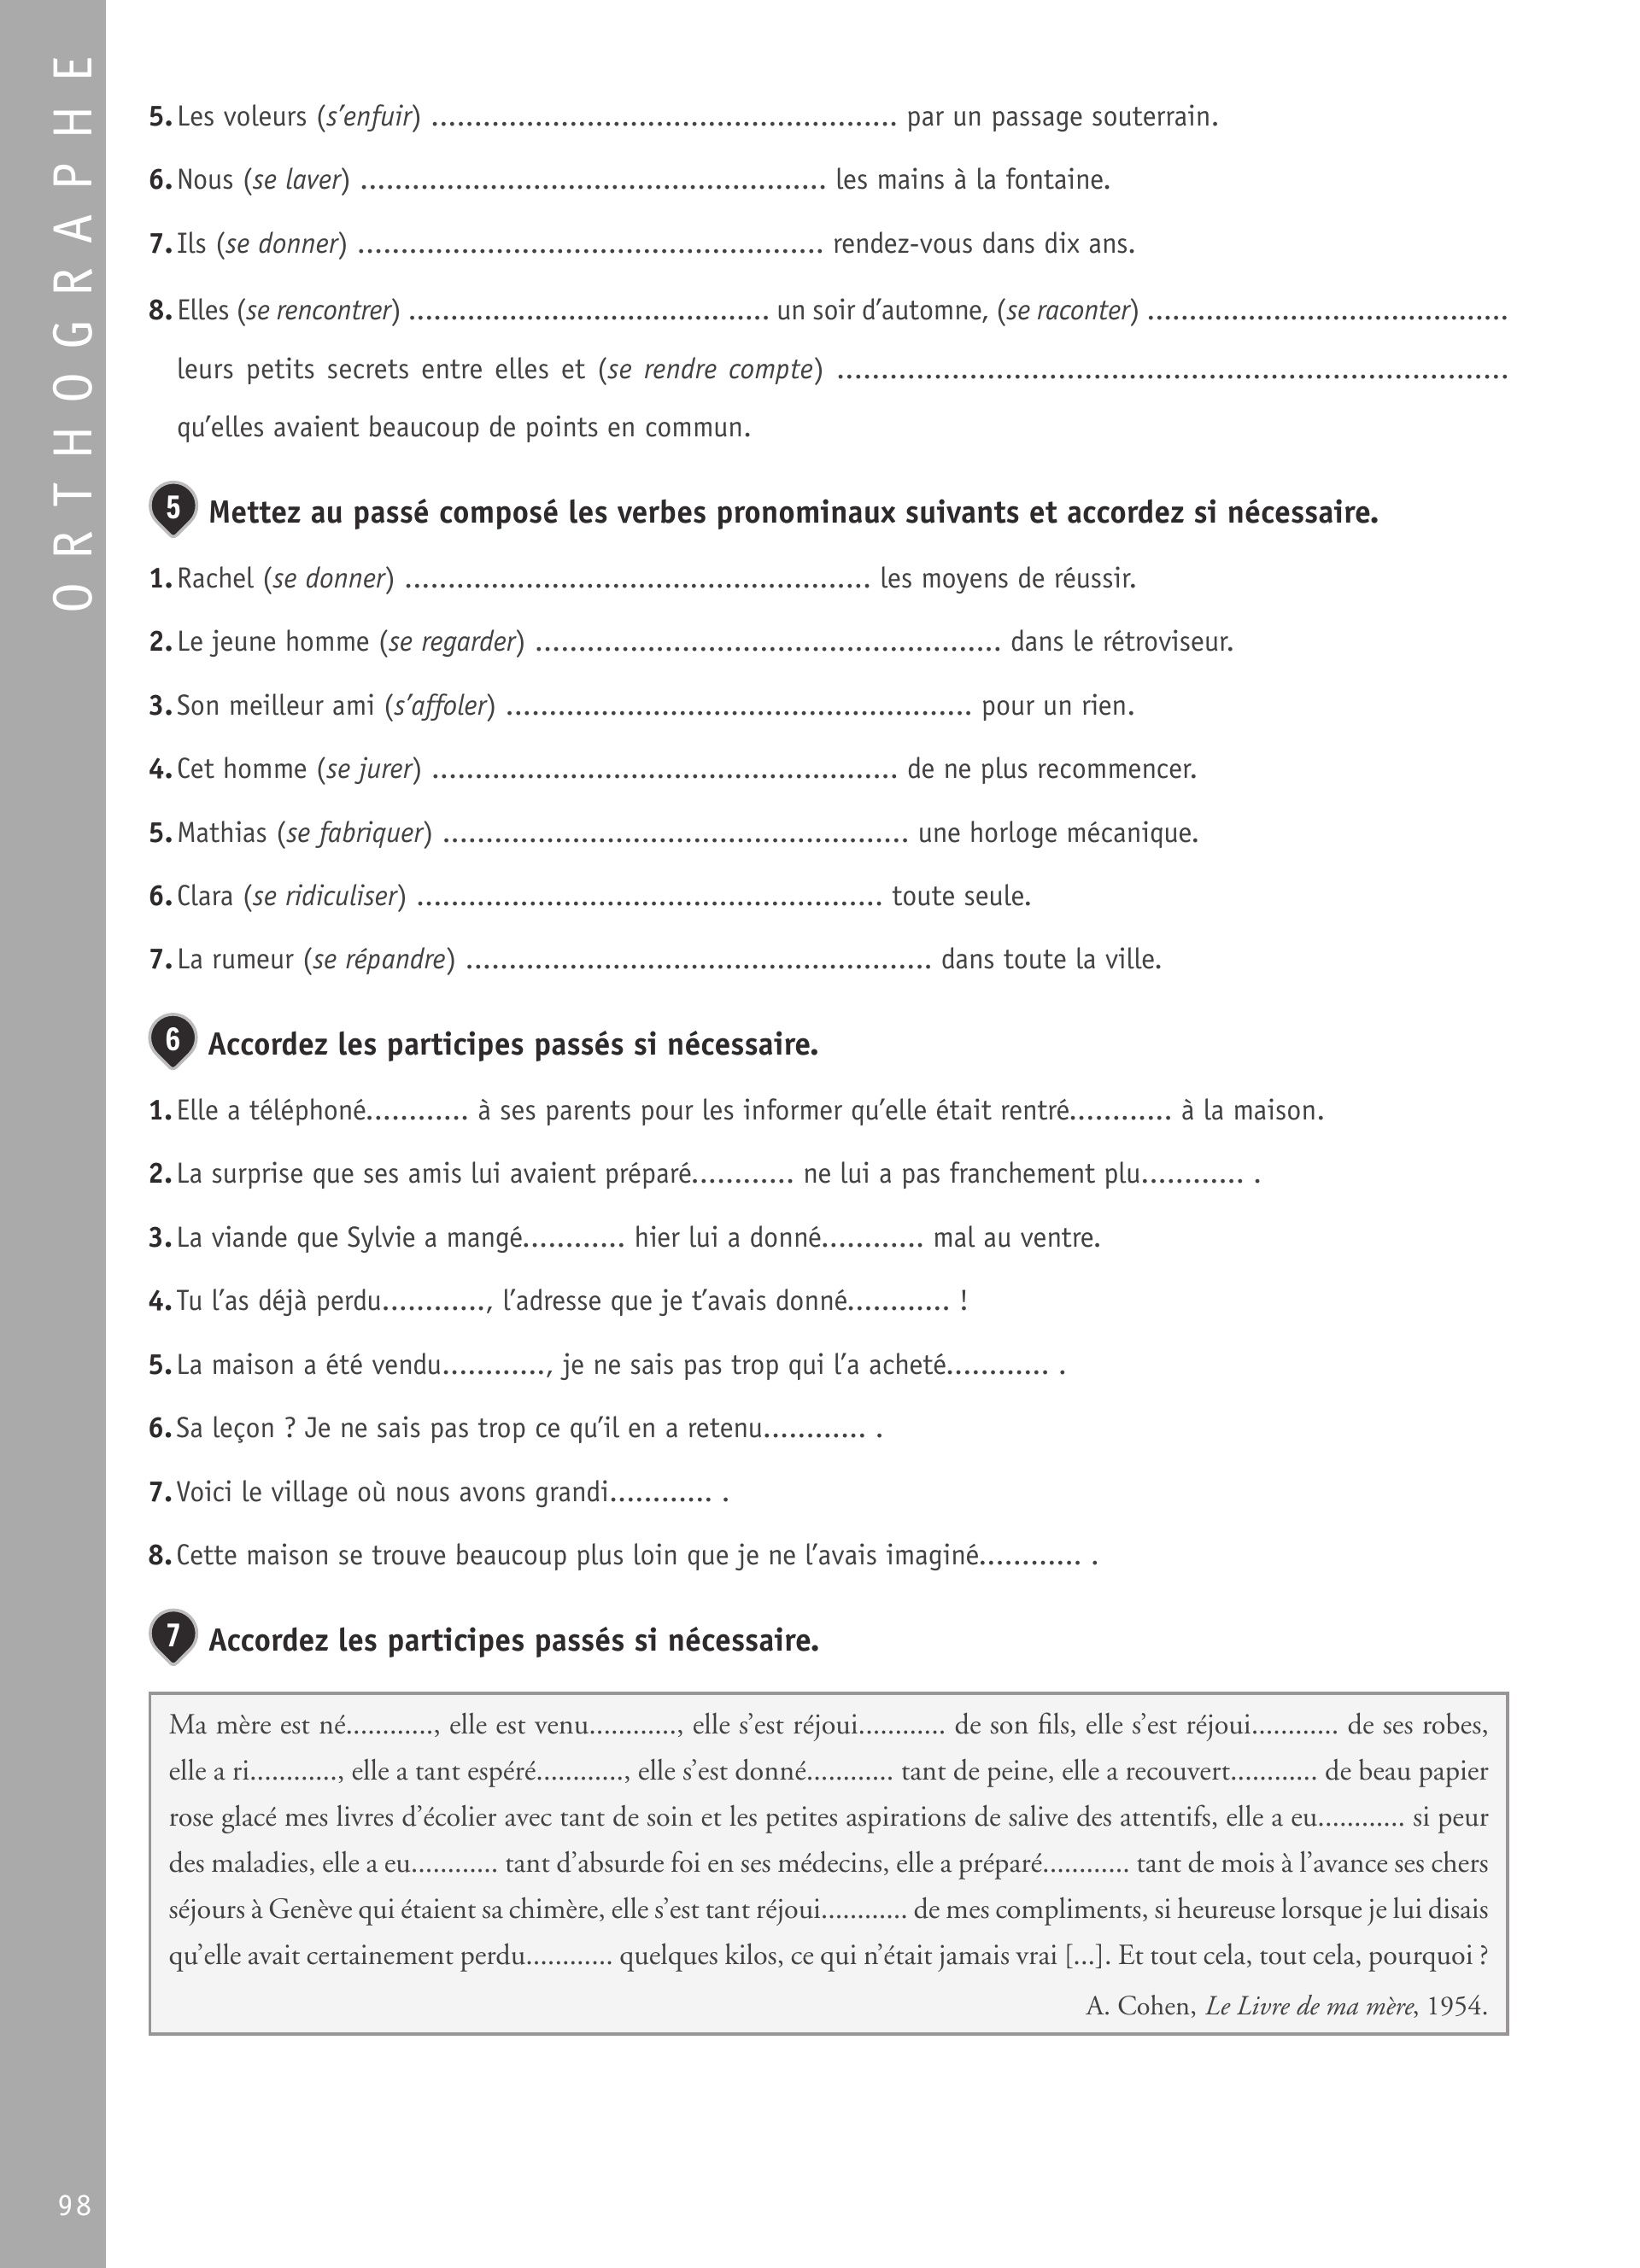 ORTHOGRAPHE
5. Les voleurs (s’enfuir) ...................................................... par un passage souterrain.
6. Nous (se laver) ...................................................... les mains à la fontaine.
7. Ils (se donner) ...................................................... rendez-vous dans dix ans.
8. Elles (se rencontrer) .......................................... un soir d’automne, (se raconter) ..........................................
leurs petits secrets entre elles et (se rendre compte) ..............................................................................
qu’elles avaient beaucoup de points en commun.
5 Mettez au passé composé les verbes pronominaux suivants et accordez si nécessaire.
1. Rachel (se donner) ...................................................... les moyens de réussir.
2. Le jeune homme (se regarder) ...................................................... dans le rétroviseur.
3. Son meilleur ami (s’affoler) ...................................................... pour un rien.
4. Cet homme (se jurer) ...................................................... de ne plus recommencer.
5. Mathias (se fabriquer) ...................................................... une horloge mécanique.
6. Clara (se ridiculiser) ...................................................... toute seule.
7. La rumeur (se répandre) ...................................................... dans toute la ville.
6 Accordez les participes passés si nécessaire.
1. Elle a téléphoné............ à ses parents pour les informer qu’elle était rentré............ à la maison.
2. La surprise que ses amis lui avaient préparé............ ne lui a pas franchement plu............ .
3. La viande que Sylvie a mangé............ hier lui a donné............ mal au ventre.
4. Tu l’as déjà perdu............, l’adresse que je t’avais donné............ !
5. La maison a été vendu............, je ne sais pas trop qui l’a acheté............ .
6. Sa leçon ? Je ne sais pas trop ce qu’il en a retenu............ .
7. Voici le village où nous avons grandi............ .
8. Cette maison se trouve beaucoup plus loin que je ne l’avais imaginé............ .
7 Accordez les participes passés si nécessaire.
Ma mère est né............, elle est venu............, elle s’est réjoui............ de son fils, elle s’est réjoui............ de ses robes,
elle a ri............, elle a tant espéré............, elle s’est donné............ tant de peine, elle a recouvert............ de beau papier
rose glacé mes livres d’écolier avec tant de soin et les petites aspirations de salive des attentifs, elle a eu............ si peur
des maladies, elle a eu............ tant d’absurde foi en ses médecins, elle a préparé............ tant de mois à l’avance ses chers
séjours à Genève qui étaient sa chimère, elle s’est tant réjoui............ de mes compliments, si heureuse lorsque je lui disais
qu’elle avait certainement perdu............ quelques kilos, ce qui n’était jamais vrai [...]. Et tout cela, tout cela, pourquoi ?
A. Cohen, Le Livre de ma mère, 1954.
98